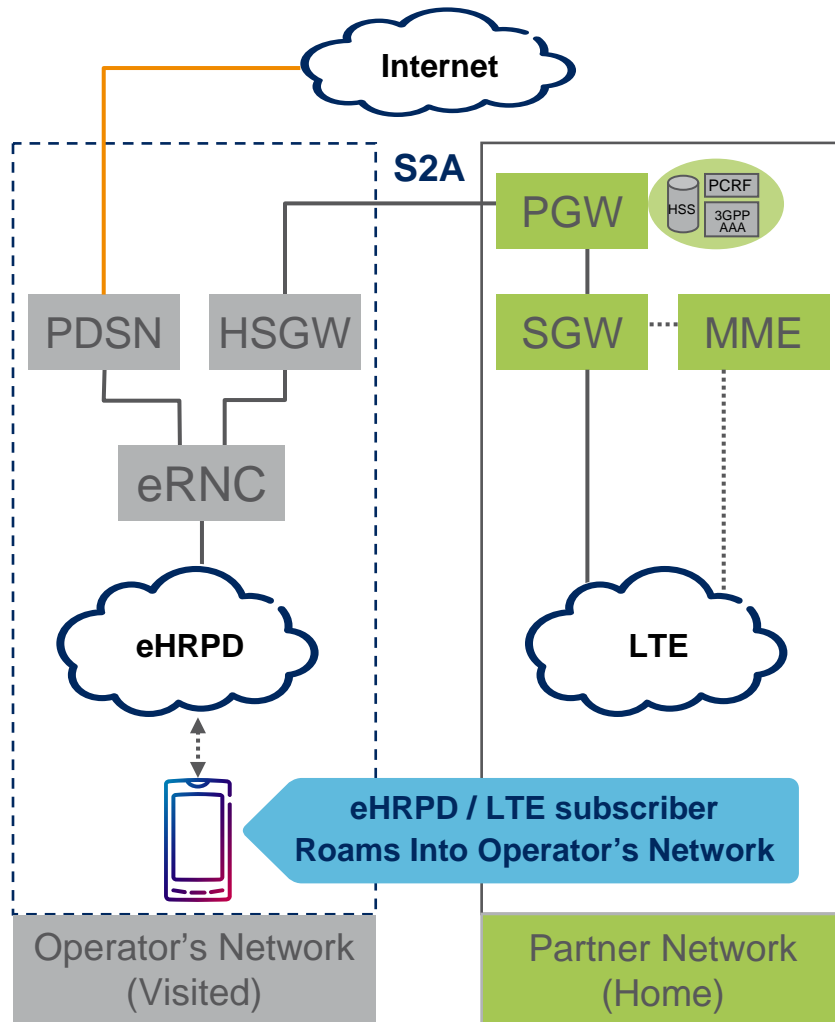 Internet
S2A
PGW
HSS
PCRF
3GPP
AAA
PDSN
HSGW
SGW
MME
eRNC
eHRPD
LTE
eHRPD / LTE subscriber
Roams Into Operator’s Network
Operator’s Network
(Visited)
Partner Network
(Home)